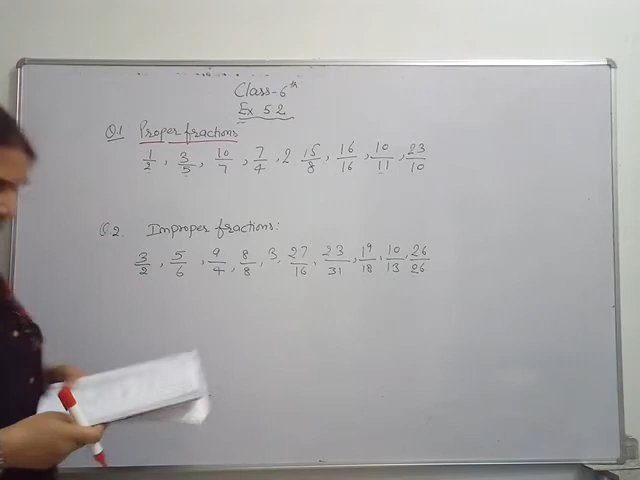 Class-6th
Ex 5.2
Q.1 Proper fractions
1/2, 3/5, 10/7, 7/4, 2, 15/8, 16/16, 10/11, 23/10
Q2. Improper fractions:
3/2, 5/6, 9/4, 8/8, 3, 27/16, 23/31, 19/18, 10/13, 26/26